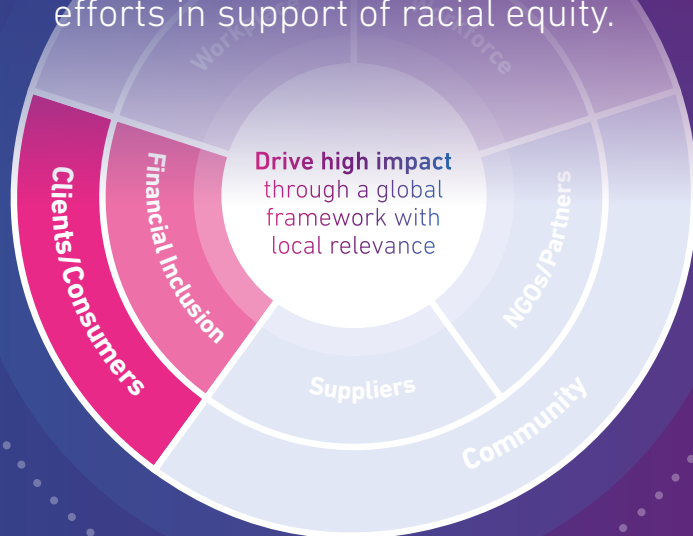 efforts in support of racial equity.
Workforce
Drive high impact
through a global
framework with
local relevance
Clients/Consumers
Financial Inclusion
NGOs/Partners
Suppliers
Community